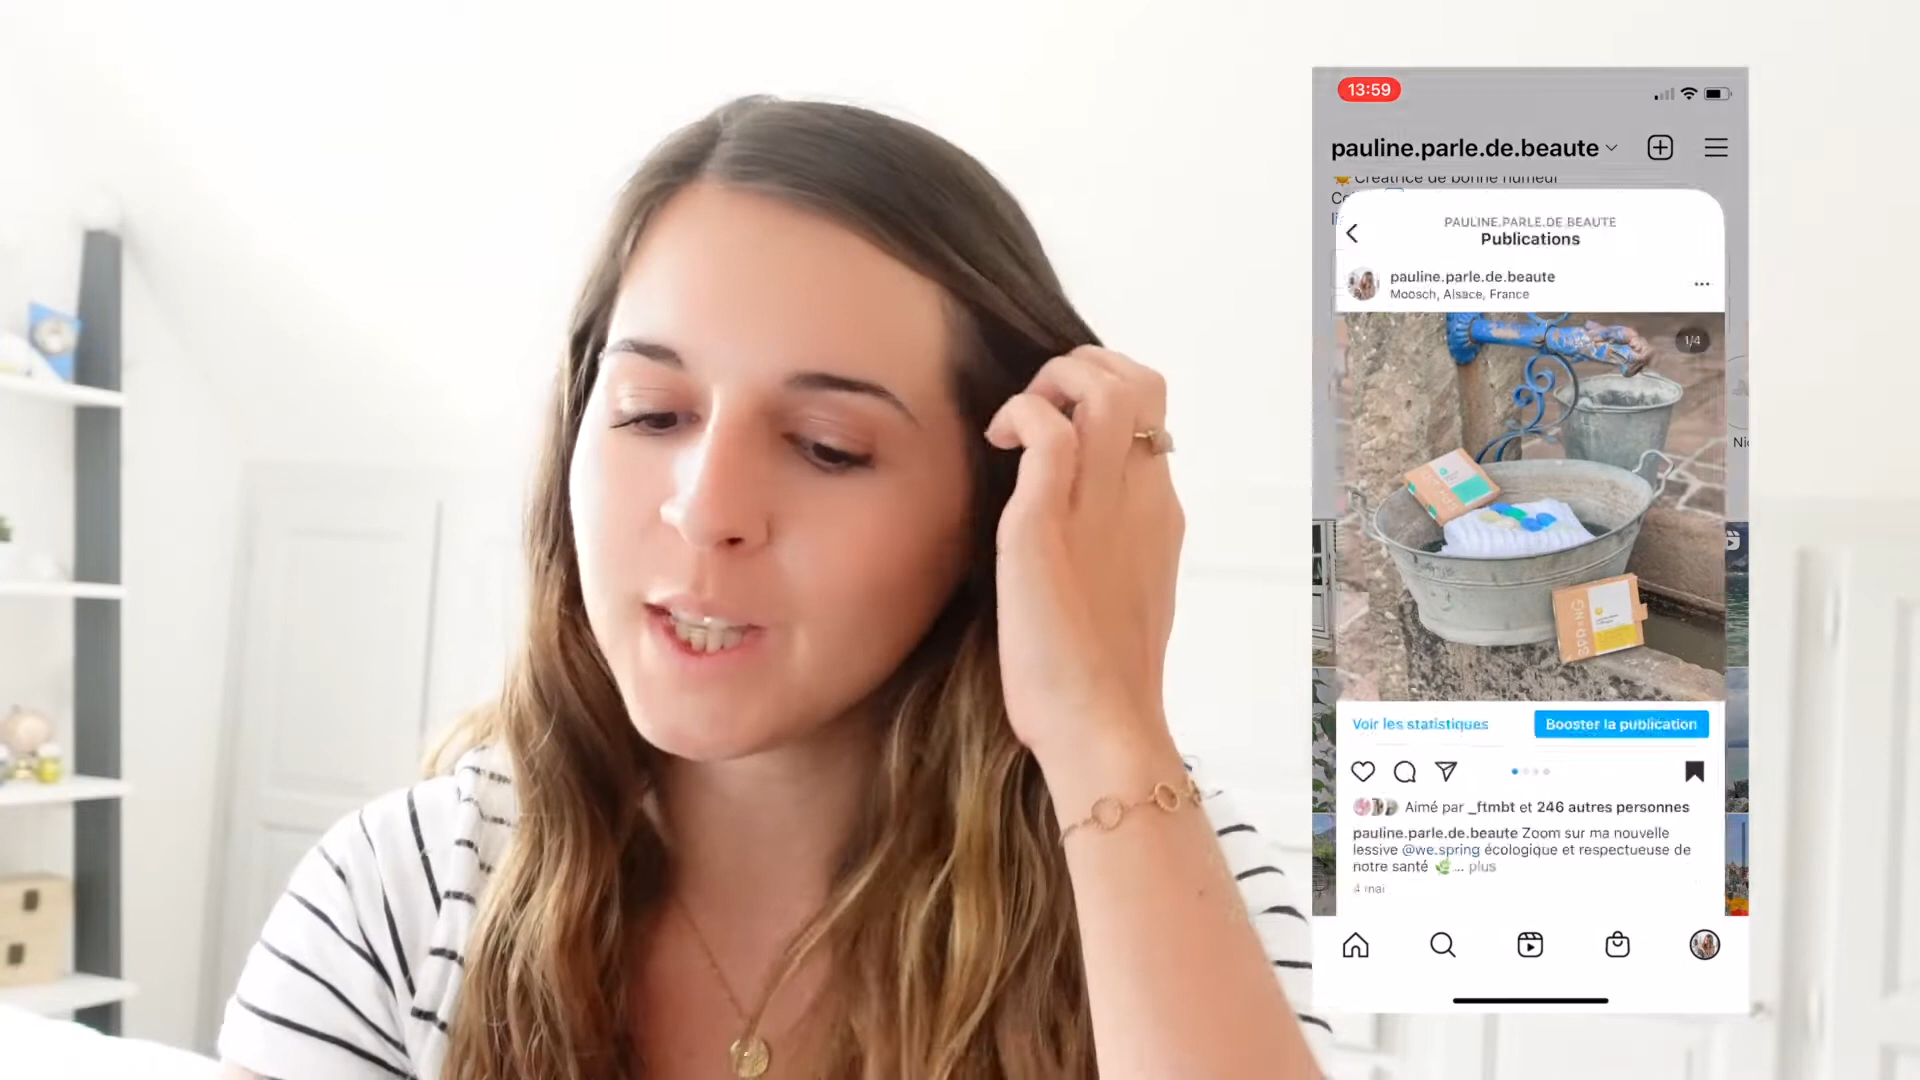 13:59
pauline.parle.de.beaute
Créatrice de bonne humeur
PAULINE.PARLE.DE.BEAUTE
Publications
pauline.parle.de.beaute
Moosch, Alsace, France
1/4
Nic
SPRING
Voir les statistiques
Booster la publication
Aimé par _ftmbt et 246 autres personnes
pauline.parle.de.beaute Zoom sur ma nouvelle
lessive @we.spring écologique et respectueuse de
notre santé 🌿... plus
4 mai